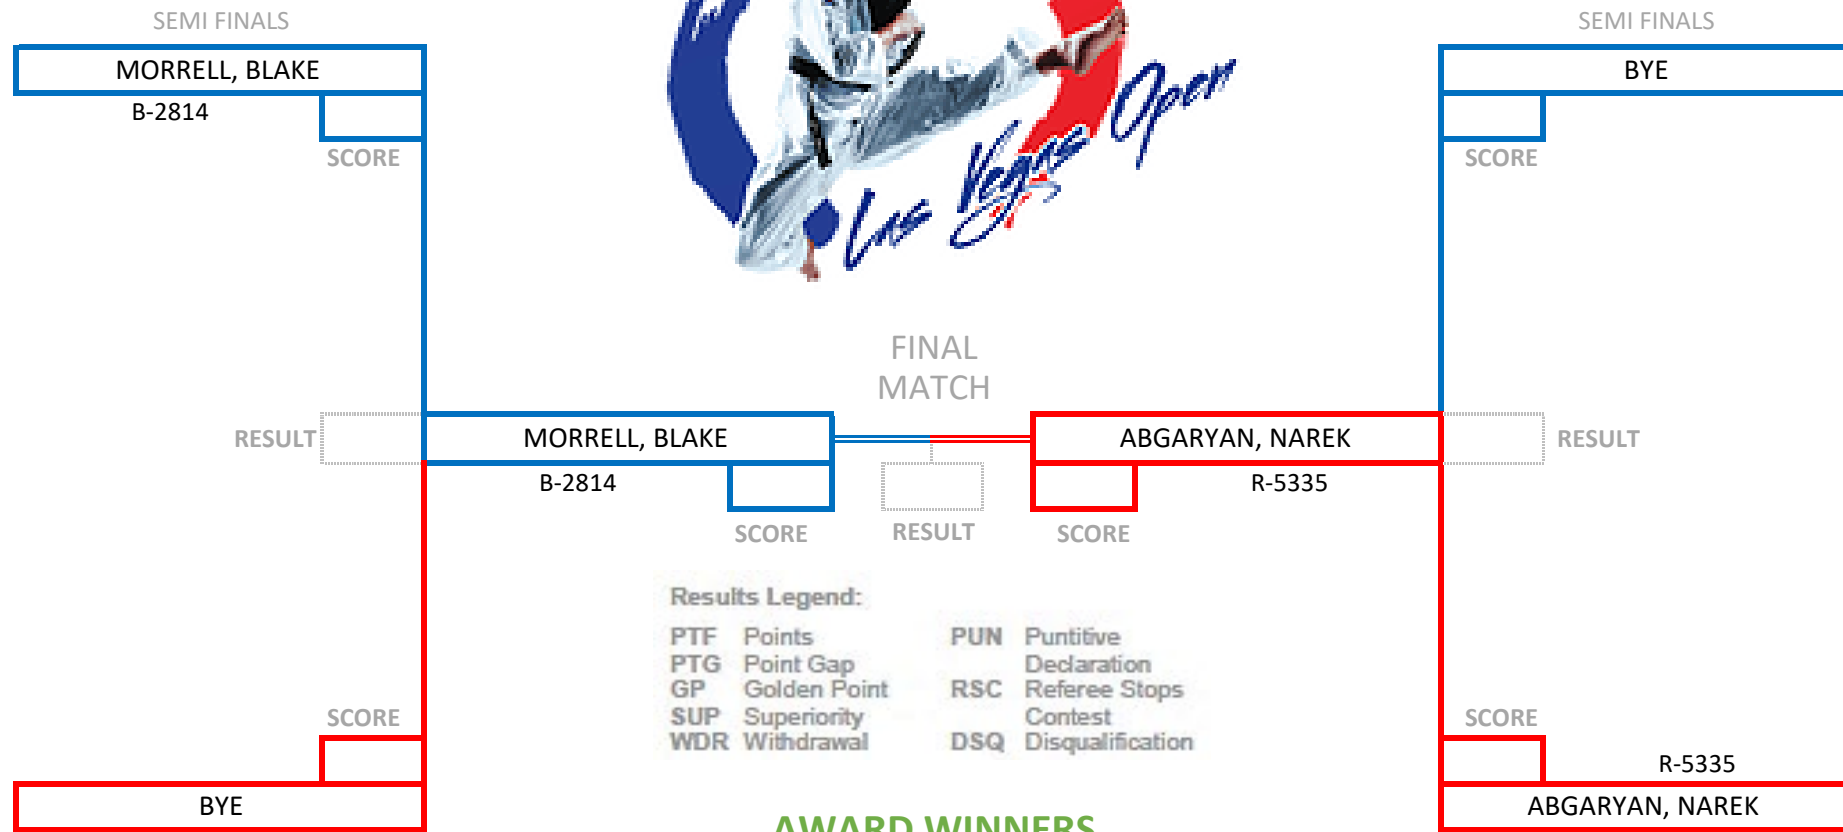 SEMI FINALS
SEMI FINALS
MORRELL, BLAKE
BYE
B-2814
SCORE
SCORE
Las Vegas Open
FINAL
MATCH
RESULT
MORRELL, BLAKE
ABGARYAN, NAREK
RESULT
B-2814
R-5335
SCORE
RESULT
SCORE
Results Legend:
PTF Points
PTG Point Gap
GP Golden Point
SUP Superiority
WDR Withdrawal
PUN Puntitive
Declaration
RSC Referee Stops
Contest
DSQ Disqualification
SCORE
SCORE
R-5335
BYE
ABGARYAN, NAREK
AWARD WINNERS